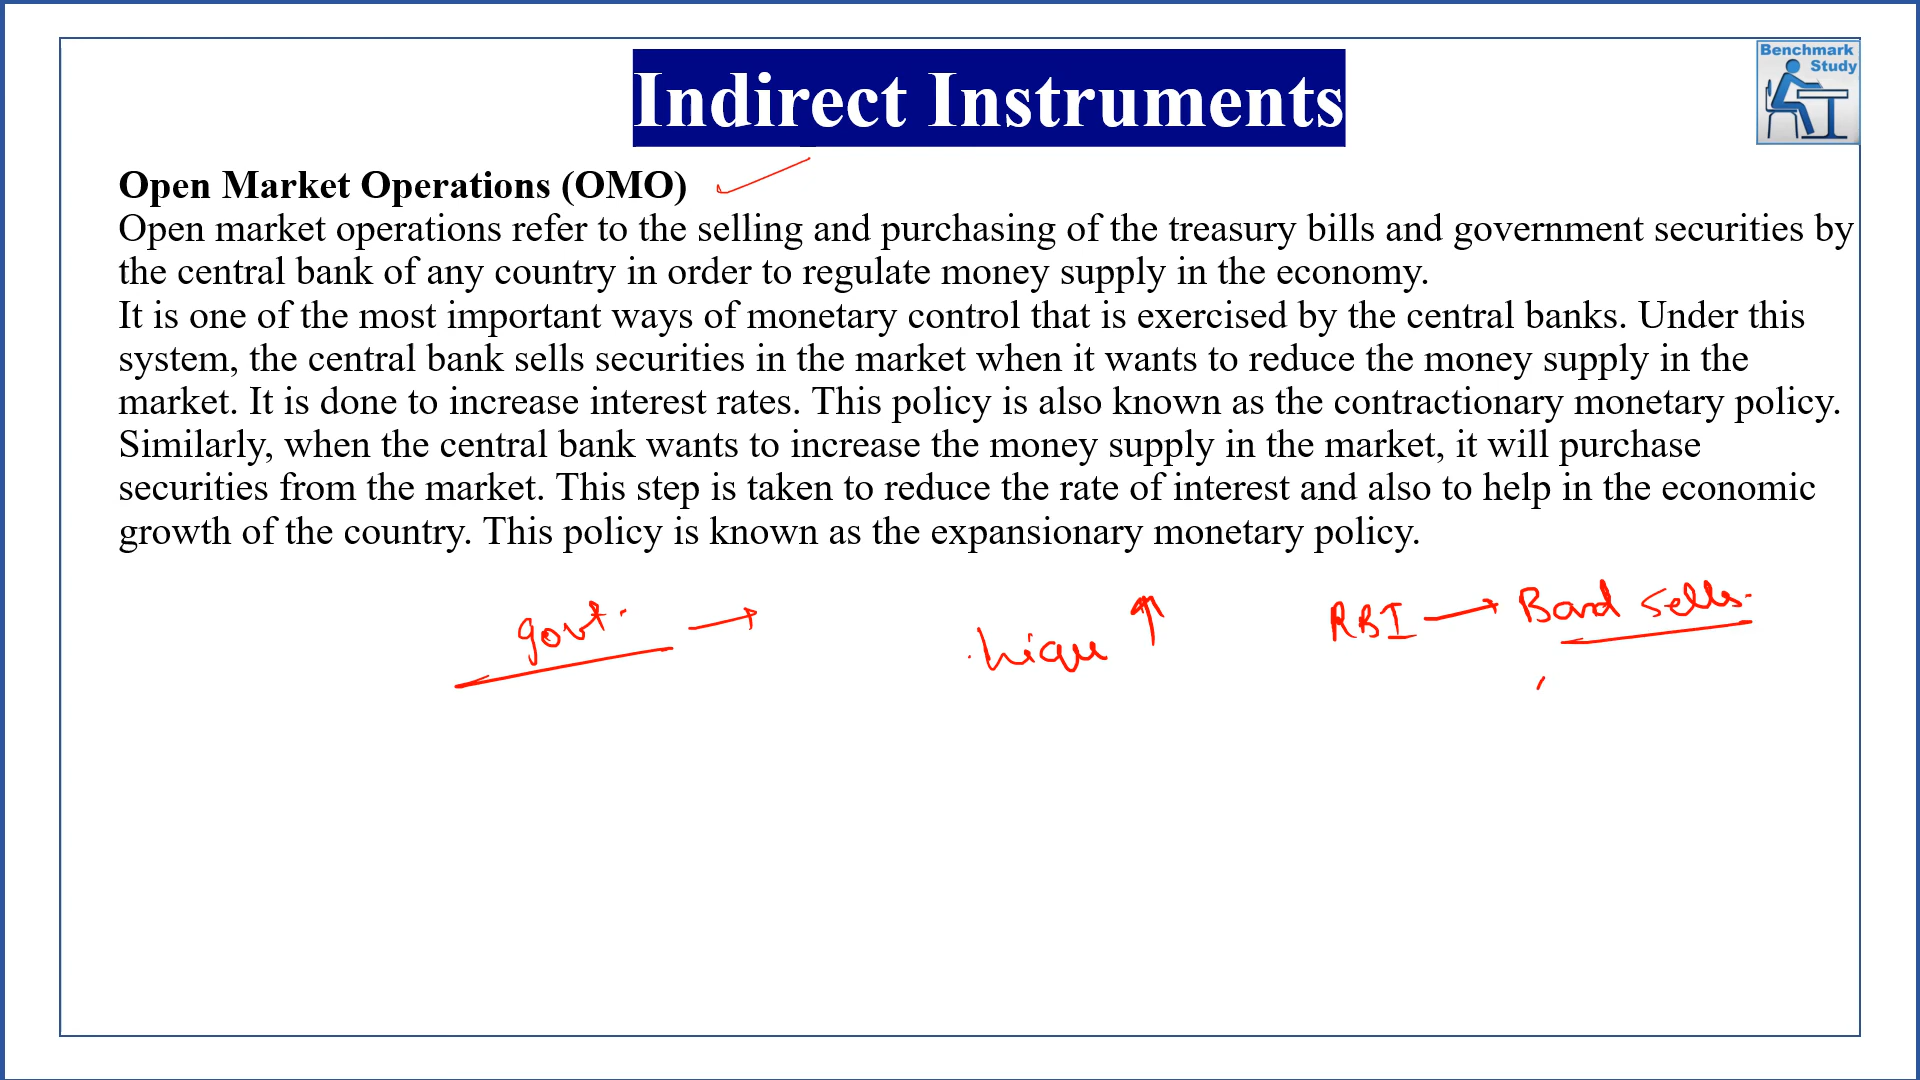 Indirect Instruments
Benchmark
Study
Open Market Operations (OMO)
Open market operations refer to the selling and purchasing of the treasury bills and government securities by
the central bank of any country in order to regulate money supply in the economy.
It is one of the most important ways of monetary control that is exercised by the central banks. Under this
system, the central bank sells securities in the market when it wants to reduce the money supply in the
market. It is done to increase interest rates. This policy is also known as the contractionary monetary policy.
Similarly, when the central bank wants to increase the money supply in the market, it will purchase
securities from the market. This step is taken to reduce the rate of interest and also to help in the economic
growth of the country. This policy is known as the expansionary monetary policy.
govt. → ↑ RBI → Bond sells.